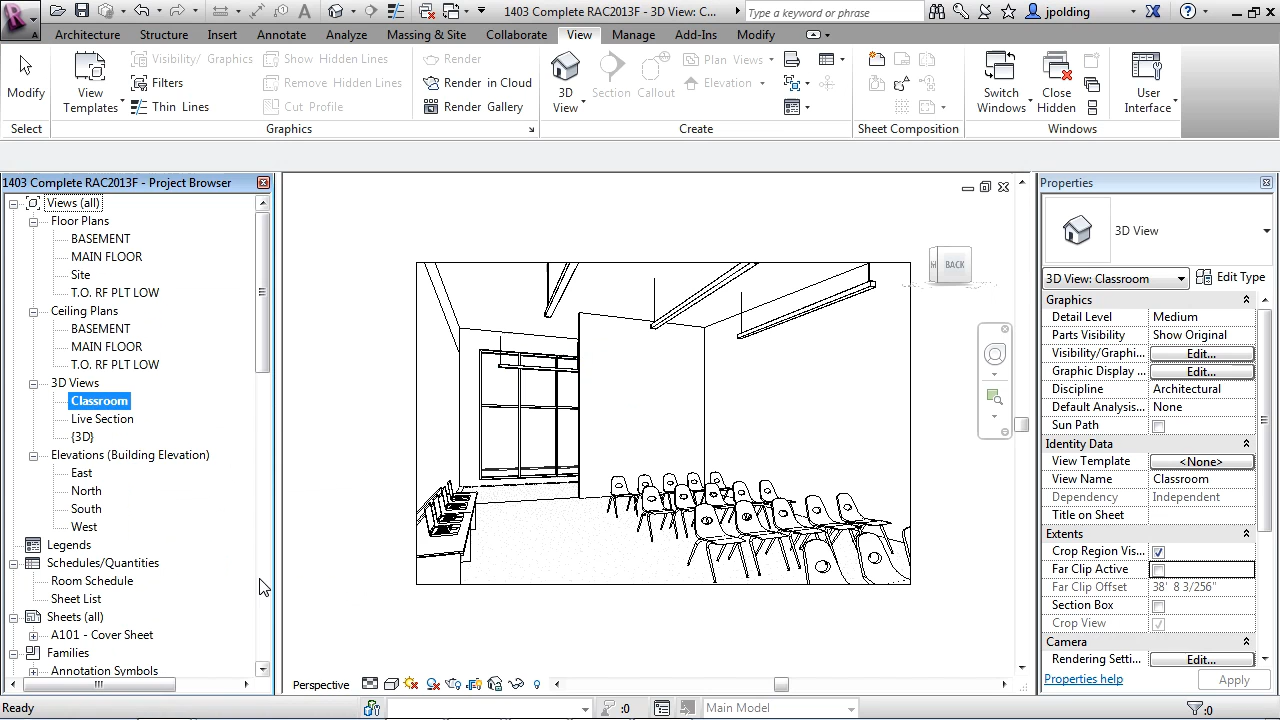 1403 Complete RAC2013F - 3D View: C...
Type a keyword or phrase
jpolding
Architecture Structure Insert Annotate Analyze Massing & Site Collaborate View Manage Add-Ins Modify
Modify
View
Templates
Visibility/ Graphics
Filters
Thin Lines
Show Hidden Lines
Remove Hidden Lines
Cut Profile
Render
Render in Cloud
Render Gallery
3D
View
Section
Callout
Plan Views
Elevation
Switch
Windows
Close
Hidden
User
Interface
Select
Graphics
Create
Sheet Composition
Windows
1403 Complete RAC2013F - Project Browser
Views (all)
Floor Plans
BASEMENT
MAIN FLOOR
Site
T.O. RF PLT LOW
Ceiling Plans
BASEMENT
MAIN FLOOR
T.O. RF PLT LOW
3D Views
Classroom
Live Section
{3D}
Elevations (Building Elevation)
East
North
South
West
Legends
Schedules/Quantities
Room Schedule
Sheet List
Sheets (all)
A101 - Cover Sheet
Families
Annotation Symbols
BACK
Perspective
Properties
3D View
3D View: Classroom
Edit Type
Graphics
Detail Level Medium
Parts Visibility Show Original
Visibility/Graphi... Edit...
Graphic Display ... Edit...
Discipline Architectural
Default Analysis... None
Sun Path
Identity Data
View Template <None>
View Name Classroom
Dependency Independent
Title on Sheet
Extents
Crop Region Vis...
Far Clip Active
Far Clip Offset 38' 8 3/256"
Section Box
Crop View
Camera
Rendering Setti... Edit...
Properties help
Apply
Ready
:0
Main Model
:0